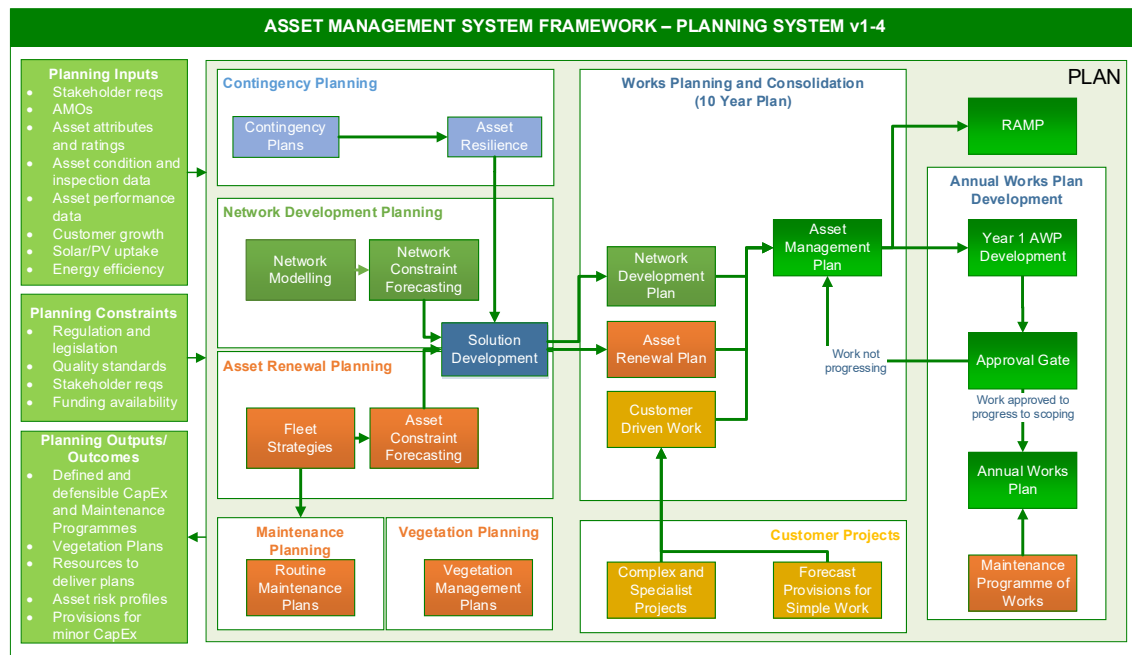 ASSET MANAGEMENT SYSTEM FRAMEWORK – PLANNING SYSTEM v1-4
Planning Inputs
• Stakeholder reqs
• AMOs
• Asset attributes
and ratings
• Asset condition and
inspection data
• Asset performance
data
• Customer growth
• Solar/PV uptake
• Energy efficiency
Planning Constraints
• Regulation and
legislation
• Quality standards
• Stakeholder reqs
• Funding availability
Planning Outputs/
Outcomes
• Defined and
defensible CapEx
and Maintenance
Programmes
• Vegetation Plans
• Resources to
deliver plans
• Asset risk profiles
• Provisions for
minor CapEx
PLAN
Contingency Planning
Contingency
Plans
Asset
Resilience
Network Development Planning
Network
Modelling
Network
Constraint
Forecasting
Solution
Development
Asset Renewal Planning
Fleet
Strategies
Asset
Constraint
Forecasting
Maintenance
Planning
Routine
Maintenance
Plans
Vegetation Planning
Vegetation
Management
Plans
Works Planning and Consolidation
(10 Year Plan)
Network
Development
Plan
Asset
Renewal Plan
Customer
Driven Work
Asset
Management
Plan
Work not
progressing
Customer Projects
Complex and
Specialist
Projects
Forecast
Provisions for
Simple Work
RAMP
Annual Works Plan
Development
Year 1 AWP
Development
Approval Gate
Work approved to
progress to scoping
Annual Works
Plan
Maintenance
Programme of
Works